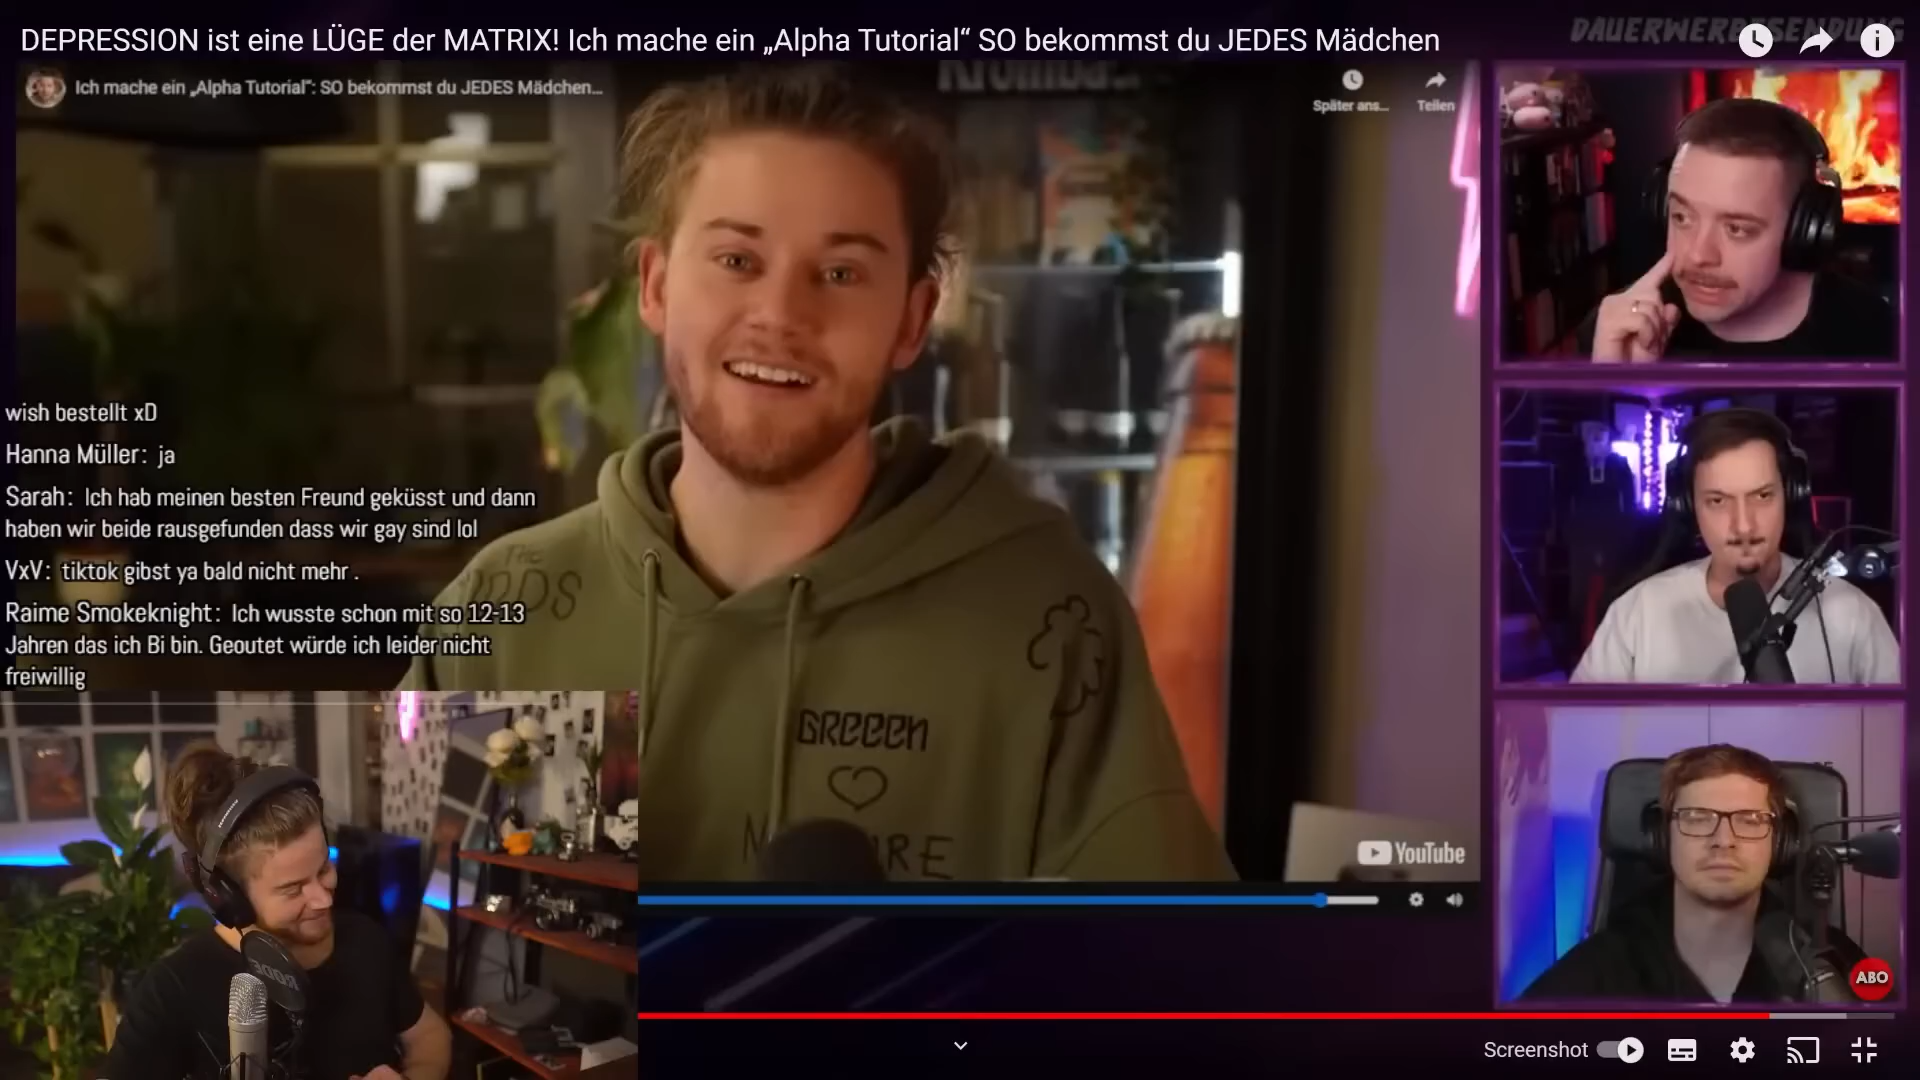 DEPRESSION ist eine LÜGE der MATRIX! Ich mache ein „Alpha Tutorial“ SO bekommst du JEDES Mädchen
DAUERWERBESENDUNG
Ich mache ein „Alpha Tutorial“: SO bekommst du JEDES Mädchen...
Später ans...
Teilen
wish bestellt xD
Hanna Müller: ja
Sarah: Ich hab meinen besten Freund geküsst und dann
haben wir beide rausgefunden dass wir gay sind lol
VxV: tiktok gibst ya bald nicht mehr .
Raime Smokeknight: Ich wusste schon mit so 12-13
Jahren das ich Bi bin. Geoutet würde ich leider nicht
freiwillig
THE
GREEEN
YouTube
RODE
ABO
Screenshot